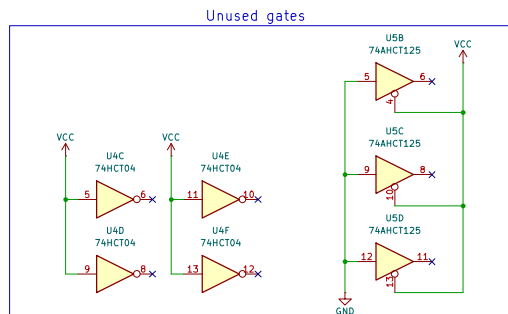 Unused gates
U5B
74AHCT125
VCC
5
6
4
U5C
74AHCT125
VCC
VCC
U4C
74HCT04
U4E
74HCT04
9
8
10
5
6
11
10
U5D
74AHCT125
U4D
74HCT04
U4F
74HCT04
12
11
13
9
8
13
12
GND